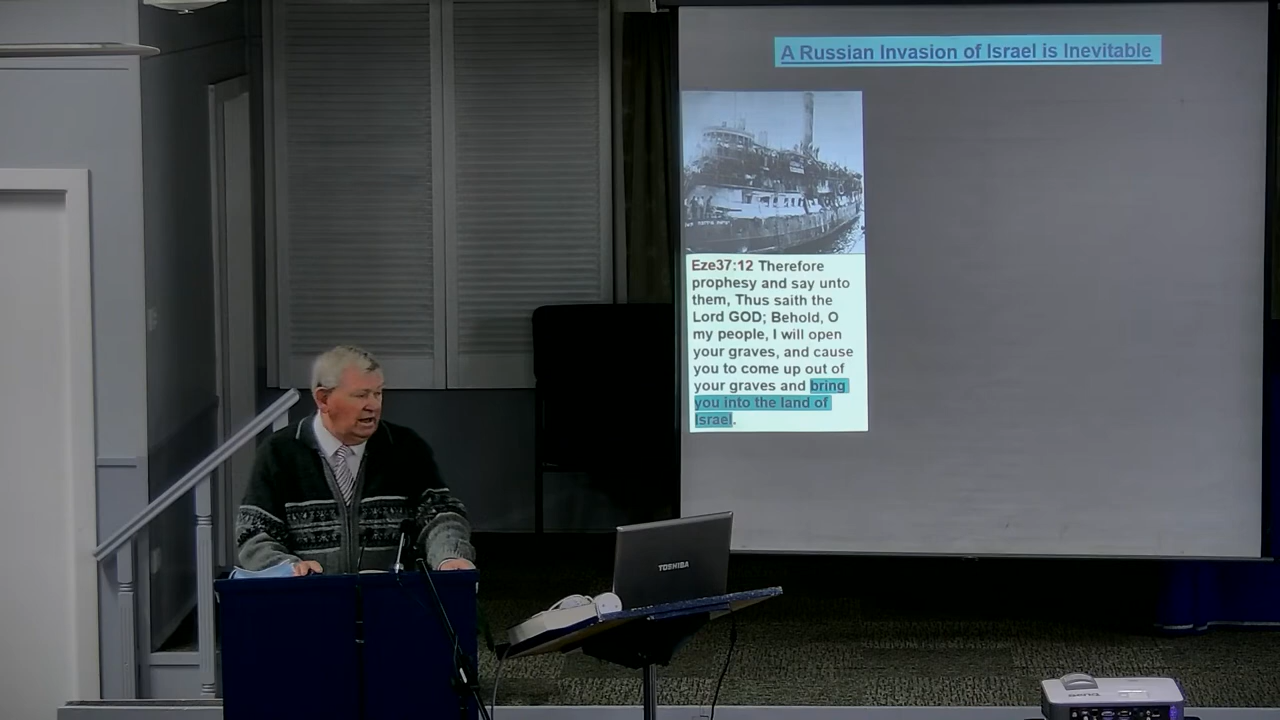 A Russian Invasion of Israel is Inevitable
Eze37:12 Therefore
prophesy and say unto
them, Thus saith the
Lord GOD; Behold, O
my people, I will open
your graves, and cause
you to come up out of
your graves and bring
you into the land of
Israel.
TOSHIBA